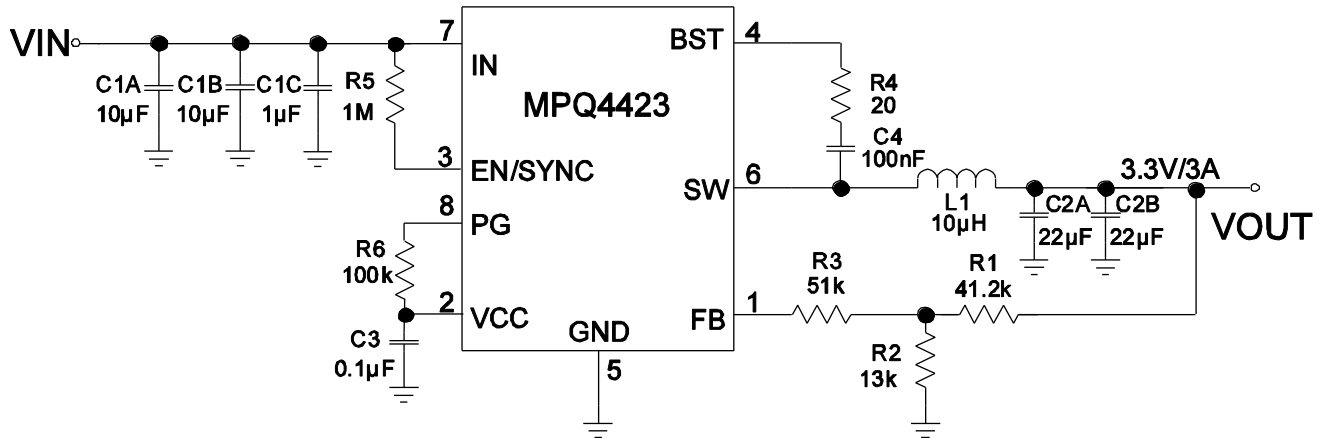 VIN
C1A
10µF
C1B
10µF
C1C
1µF
R5
1M
7
IN
3
EN/SYNC
8
PG
R6
100k
2
VCC
C3
0.1µF
MPQ4423
GND
5
BST
4
R4
20
C4
100nF
SW
6
L1
10µH
3.3V/3A
C2A
22µF
C2B
22µF
VOUT
FB
1
R3
51k
R1
41.2k
R2
13k